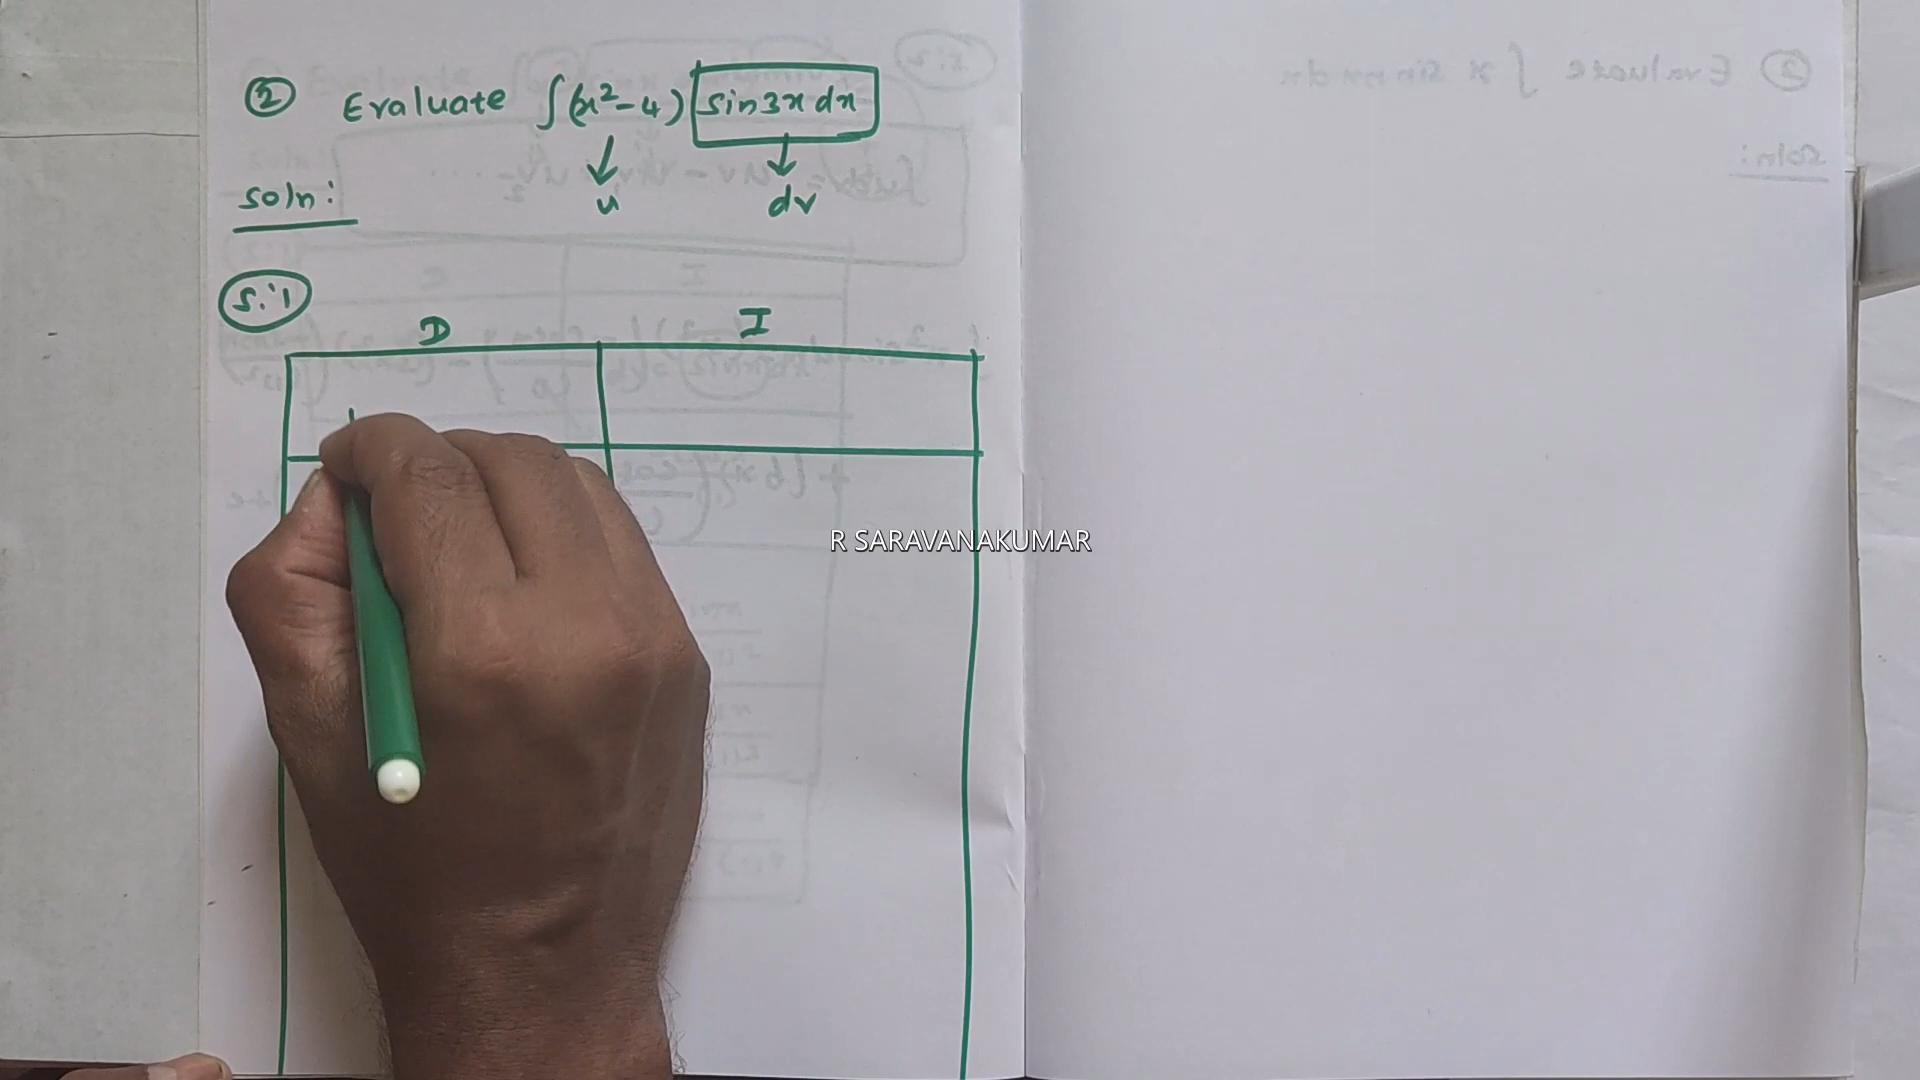 ② Evaluate ∫(x²-4) sin3x dx
u dv
soln:
S:1
D I
R SARAVANAKUMAR